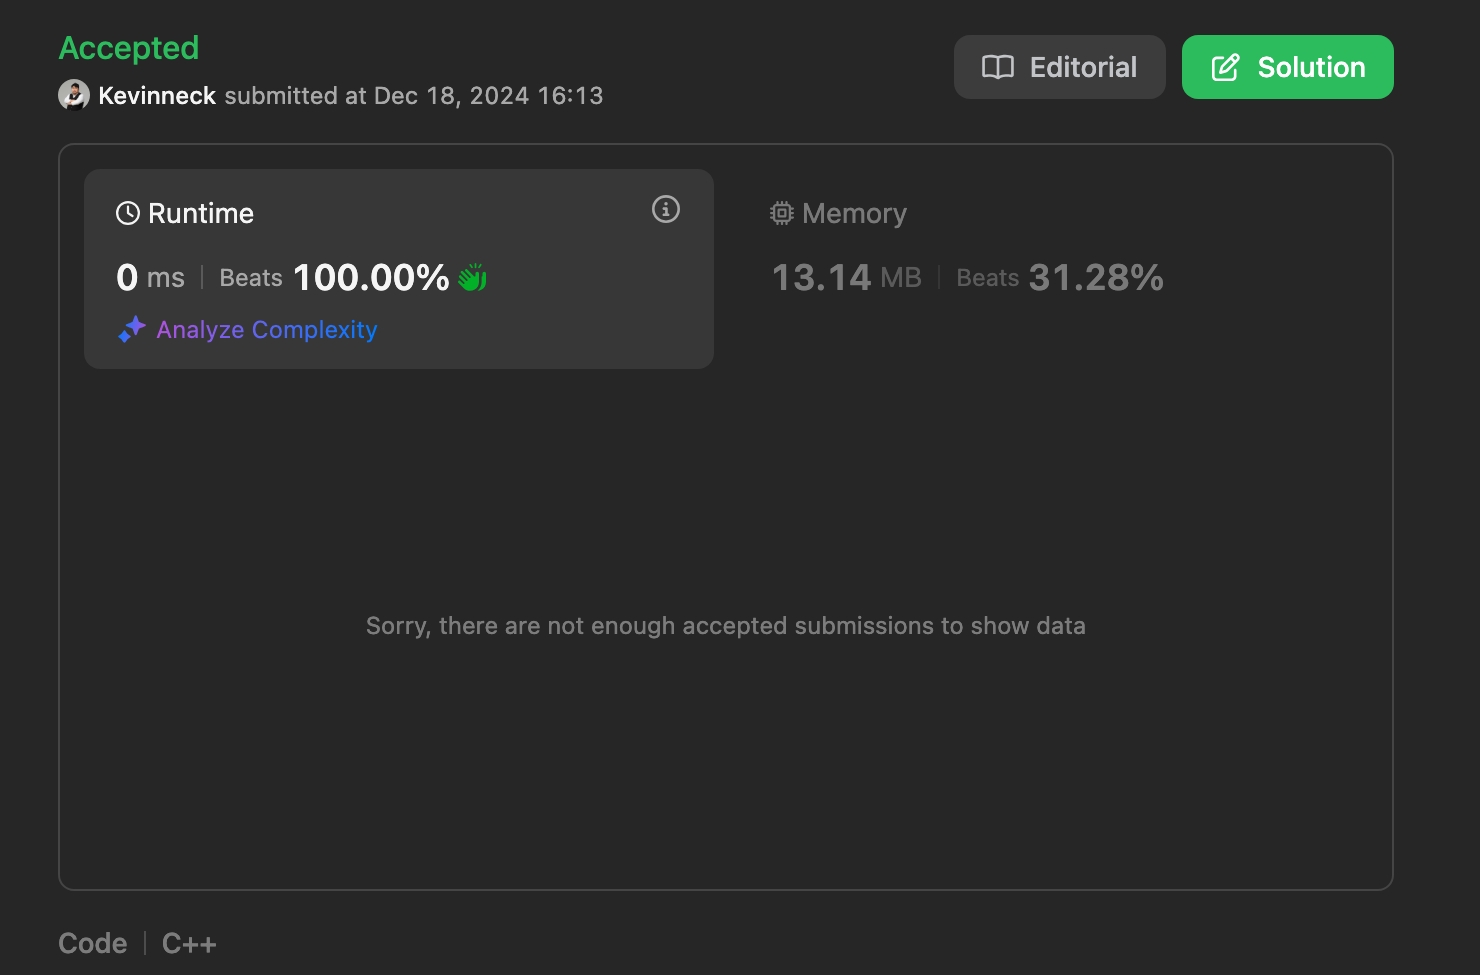 Accepted
Kevinneck submitted at Dec 18, 2024 16:13
Editorial
Solution
Runtime
0 ms | Beats 100.00%
Analyze Complexity
Memory
13.14 MB | Beats 31.28%
Sorry, there are not enough accepted submissions to show data
Code | C++